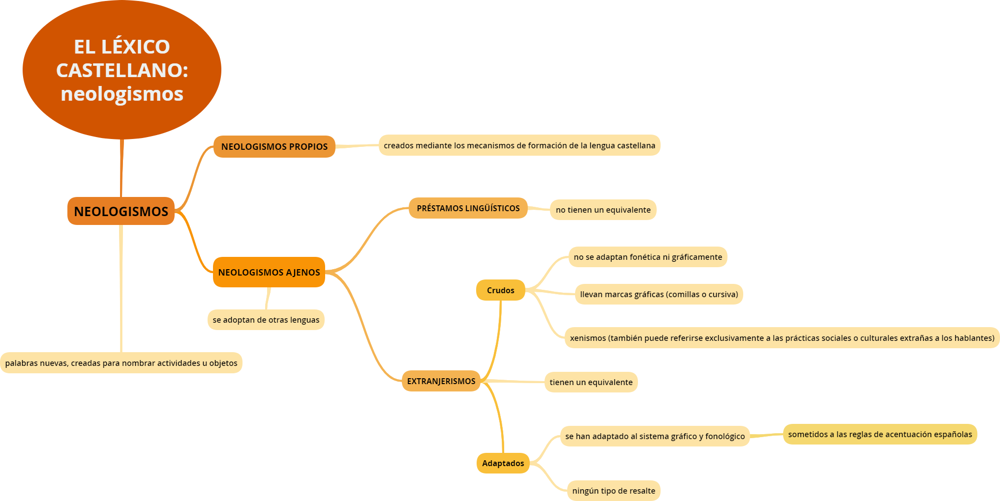 EL LÉXICO
CASTELLANO:
neologismos
NEOLOGISMOS
palabras nuevas, creadas para nombrar actividades u objetos
NEOLOGISMOS PROPIOS
creados mediante los mecanismos de formación de la lengua castellana
NEOLOGISMOS AJENOS
se adoptan de otras lenguas
PRÉSTAMOS LINGÜÍSTICOS
no tienen un equivalente
EXTRANJERISMOS
tienen un equivalente
Crudos
no se adaptan fonética ni gráficamente
llevan marcas gráficas (comillas o cursiva)
xenismos (también puede referirse exclusivamente a las prácticas sociales o culturales extrañas a los hablantes)
Adaptados
se han adaptado al sistema gráfico y fonológico
sometidos a las reglas de acentuación españolas
ningún tipo de resalte